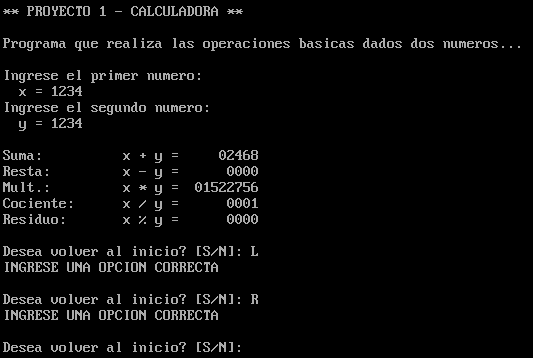 ** PROYECTO 1 - CALCULADORA **
Programa que realiza las operaciones basicas dados dos numeros...
Ingrese el primer numero:
x = 1234
Ingrese el segundo numero:
y = 1234
Suma: x + y = 02468
Resta: x - y = 0000
Mult.: x * y = 01522756
Cociente: x / y = 0001
Residuo: x % y = 0000
Desea volver al inicio? [S/N]: L
INGRESE UNA OPCION CORRECTA
Desea volver al inicio? [S/N]: R
INGRESE UNA OPCION CORRECTA
Desea volver al inicio? [S/N]: